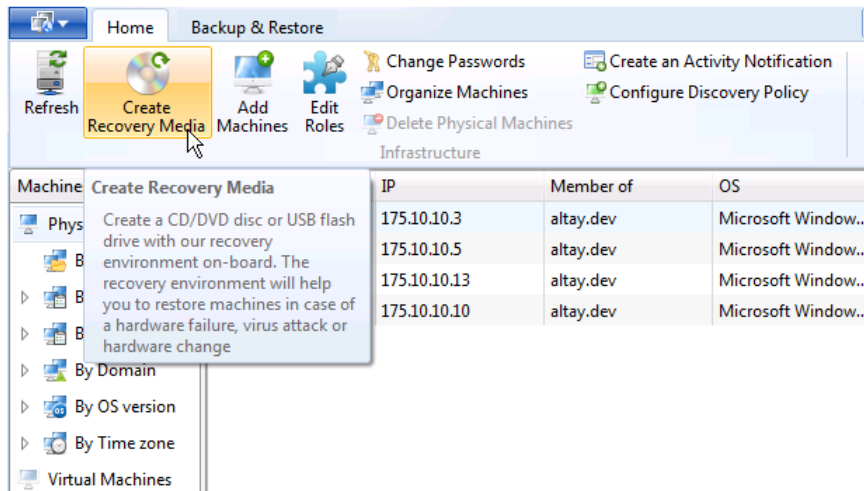 Home Backup & Restore
Refresh
Create
Recovery Media
Add
Machines
Edit
Roles
Change Passwords
Organize Machines
Delete Physical Machines
Create an Activity Notification
Configure Discovery Policy
Infrastructure
Machine
IP Member of OS
Create Recovery Media
Create a CD/DVD disc or USB flash
drive with our recovery
environment on-board. The
recovery environment will help
you to restore machines in case of
a hardware failure, virus attack or
hardware change
Phys
B
B
B
175.10.10.3 altay.dev Microsoft Window...
175.10.10.5 altay.dev Microsoft Window...
175.10.10.13 altay.dev Microsoft Window...
175.10.10.10 altay.dev Microsoft Window...
By Domain
By OS version
By Time zone
Virtual Machines